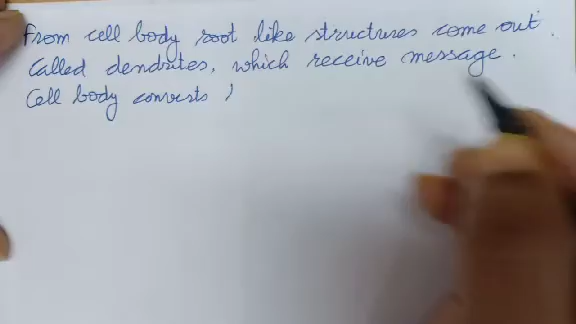 From cell body root like structures come out.
Called dendrites, which receive message.
Cell body converts